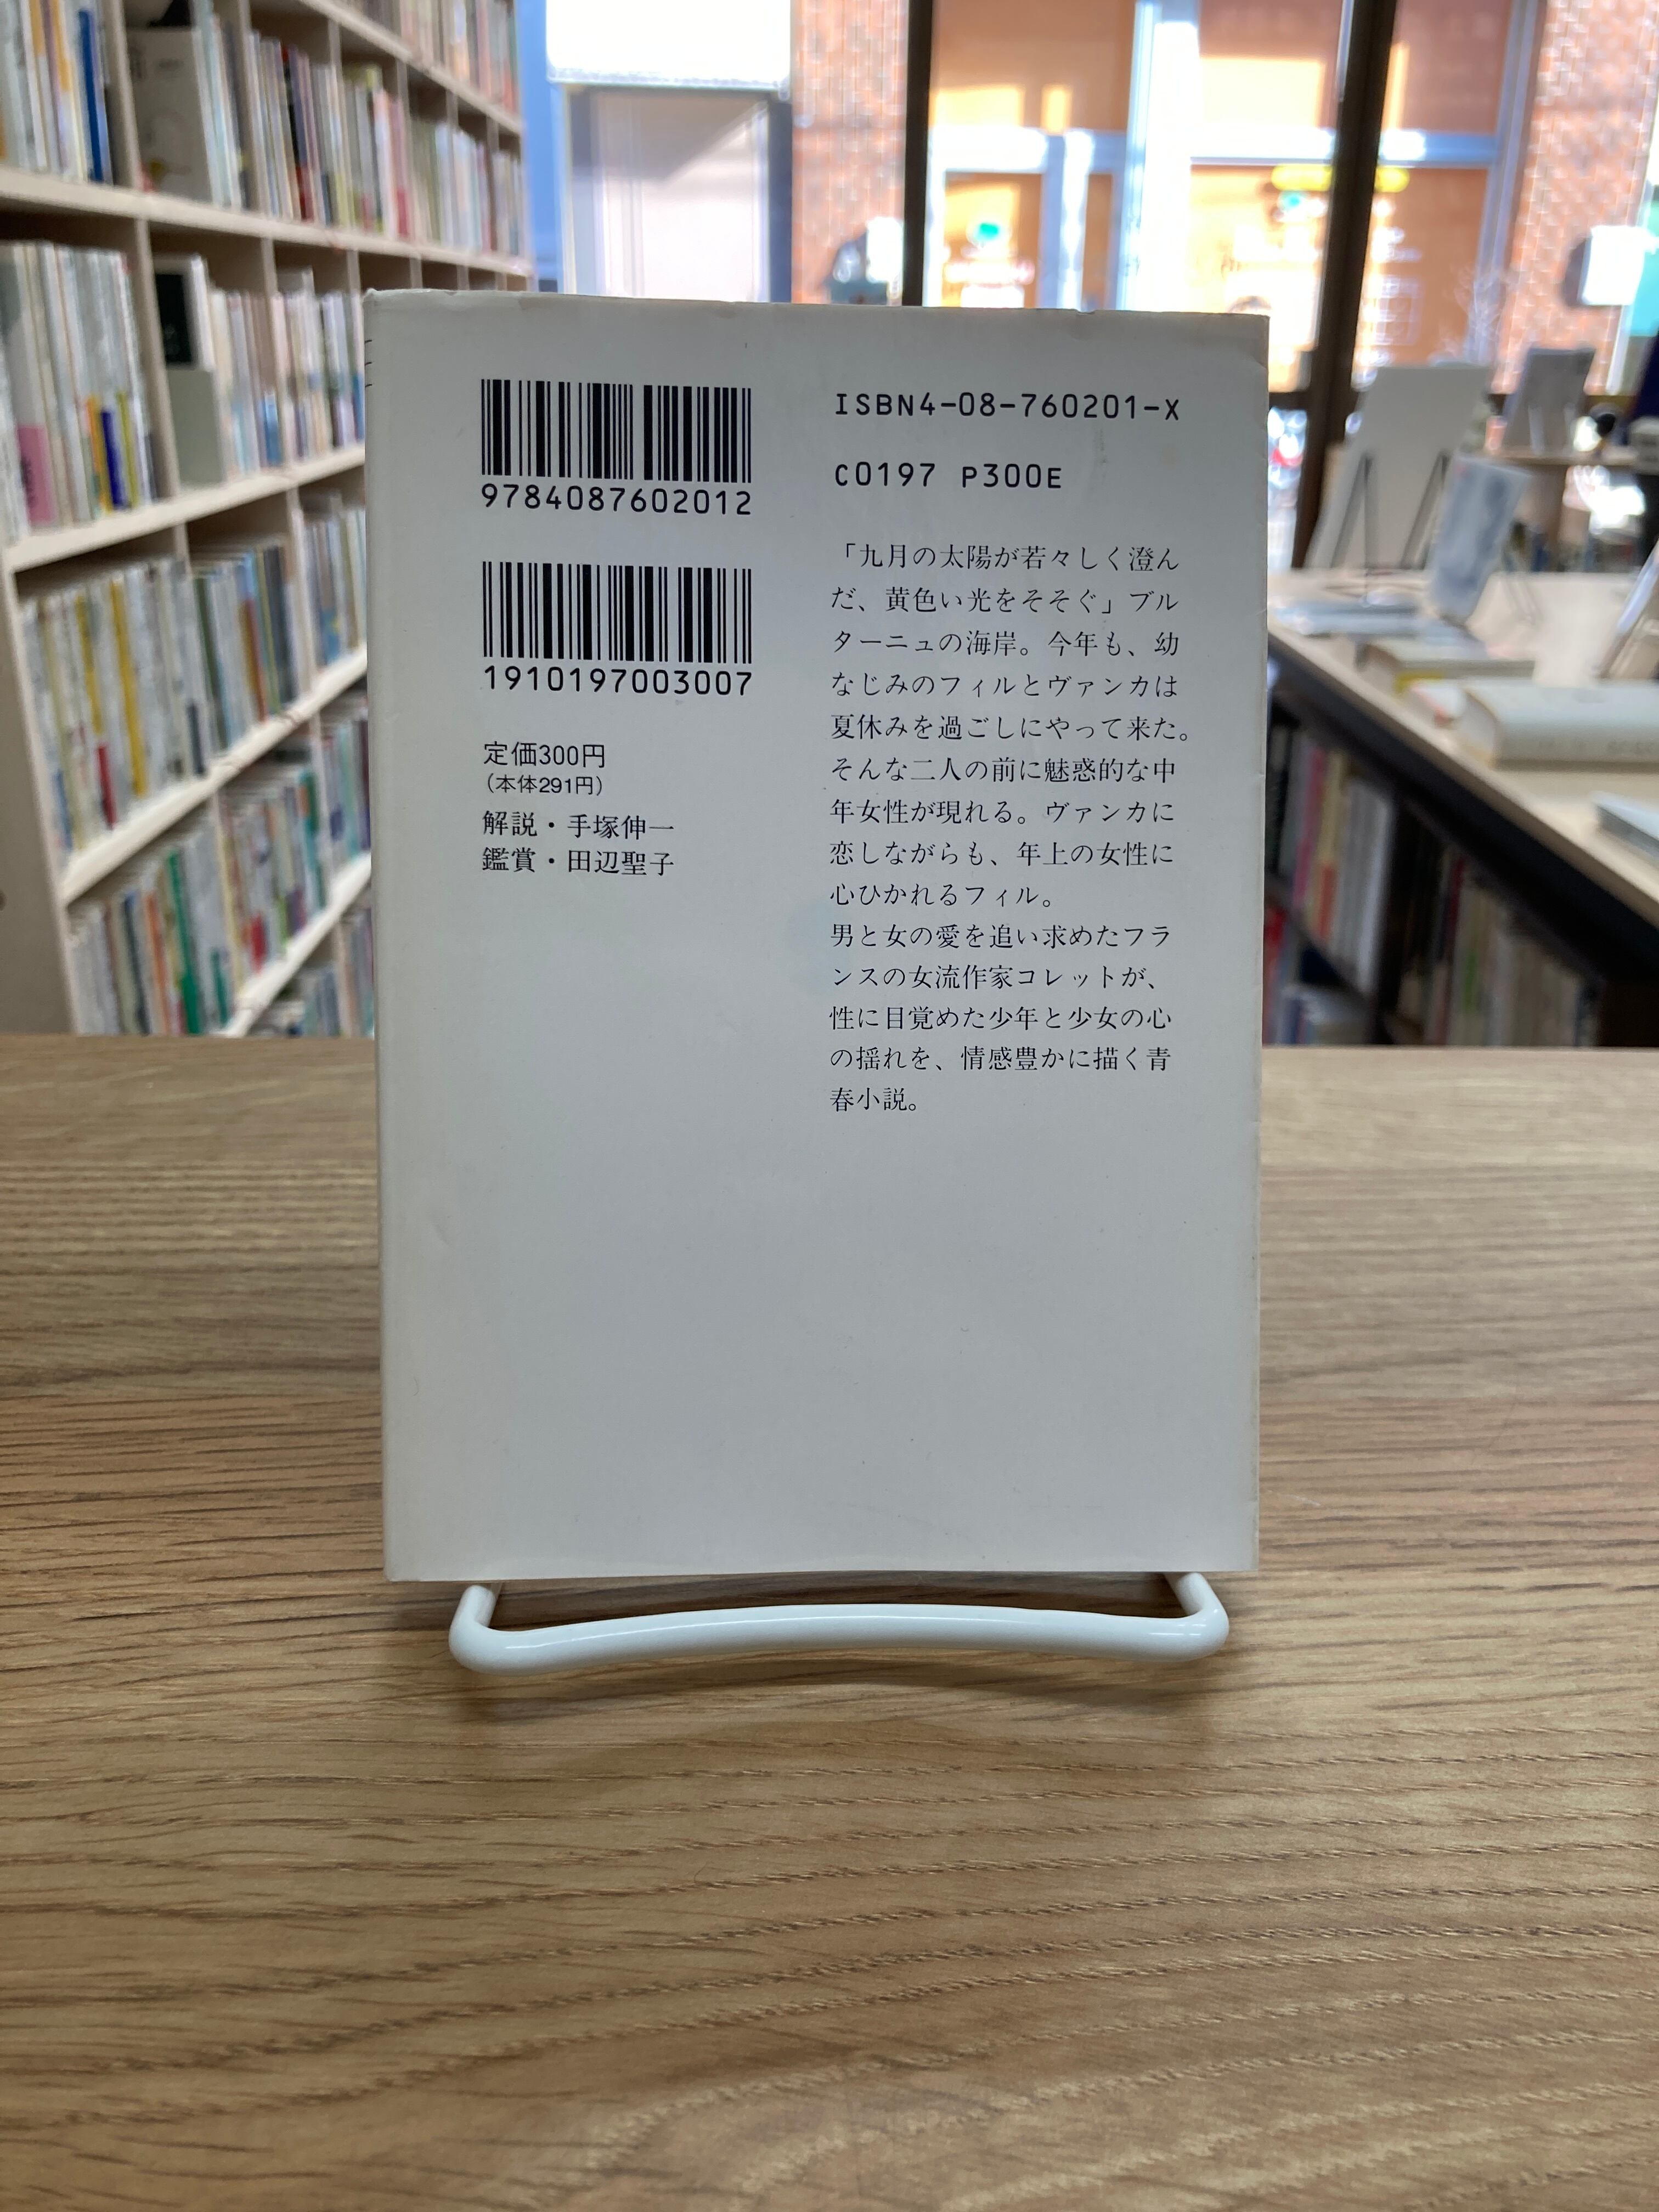 9784087602012
1910197003007
定価300円
(本体291円)
解説・手塚伸一
鑑賞・田辺聖子
ISBN4-08-760201-X
C0197 P300E
「九月の太陽が若々しく澄ん
だ、黄色い光をそそぐ」ブル
ターニュの海岸。今年も、幼
なじみのフィルとヴァンカは
夏休みを過ごしにやって来た。
そんな二人の前に魅惑的な中
年女性が現れる。ヴァンカに
恋しながらも、年上の女性に
心ひかれるフィル。
男と女の愛を追い求めたフラ
ンスの女流作家コレットが、
性に目覚めた少年と少女の心
の揺れを、情感豊かに描く青
春小説。